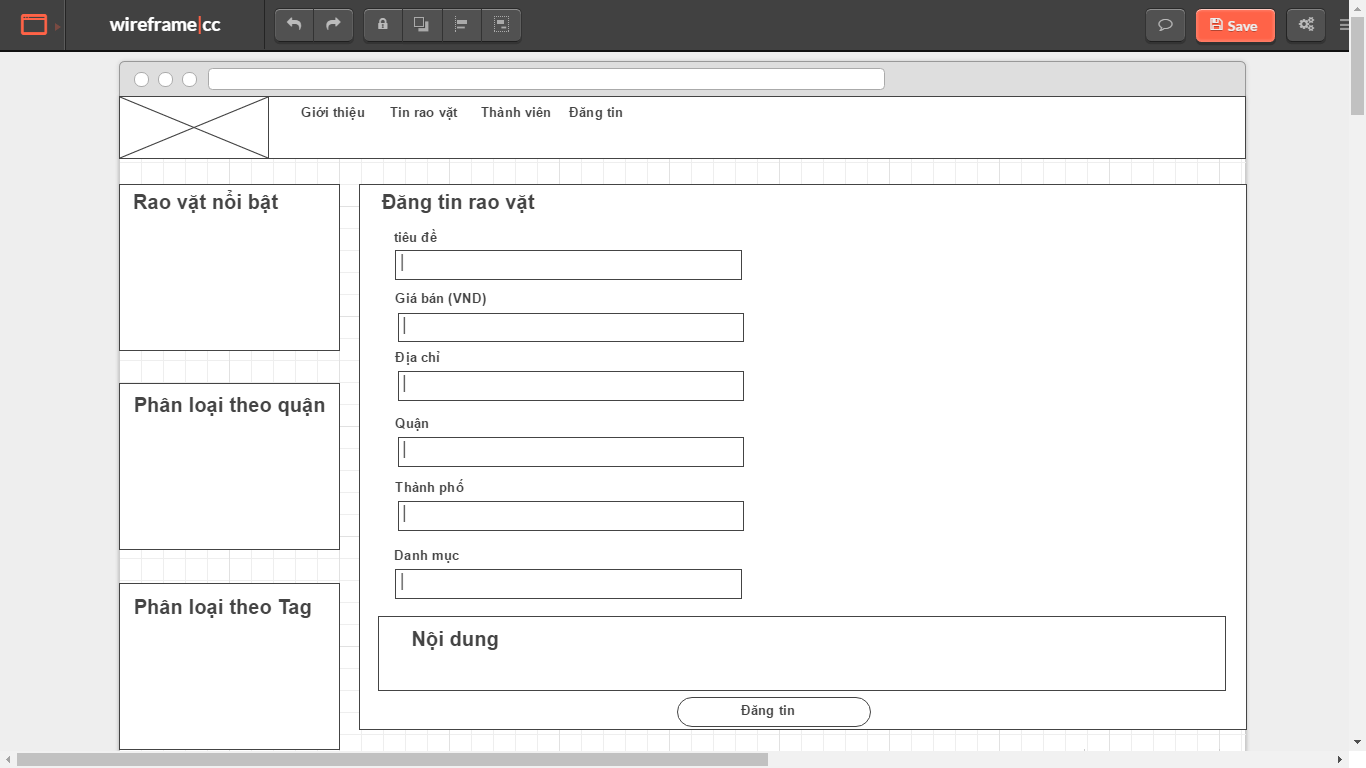 wireframe|cc
Save
Giới thiệu Tin rao vặt Thành viên Đăng tin
Rao vặt nổi bật
Phân loại theo quận
Phân loại theo Tag
Đăng tin rao vặt
tiêu đề
Giá bán (VND)
Địa chỉ
Quận
Thành phố
Danh mục
Nội dung
Đăng tin